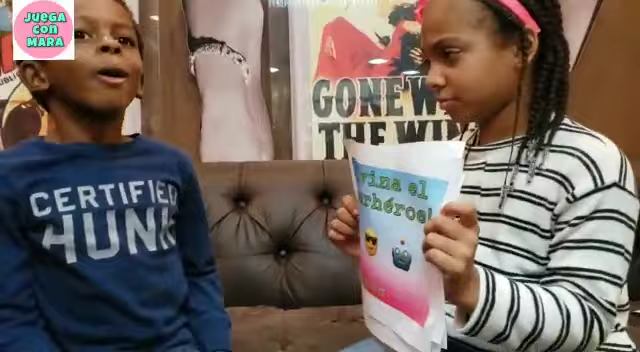 JUEGA
CON
MARA
GONE W
THE WIN
CERTIFIED
HUNK
vina el
rhéroe!